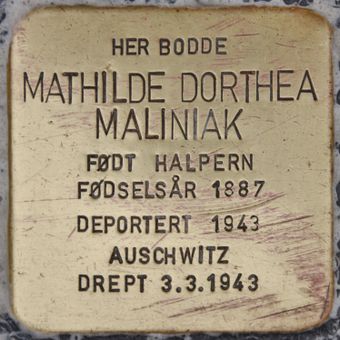 HER BODDE
MATHILDE DORTHEA
MALINIAK
FØDT HALPERN
FØDSELSÅR 1887
DEPORTERT 1943
AUSCHWITZ
DREPT 3.3.1943